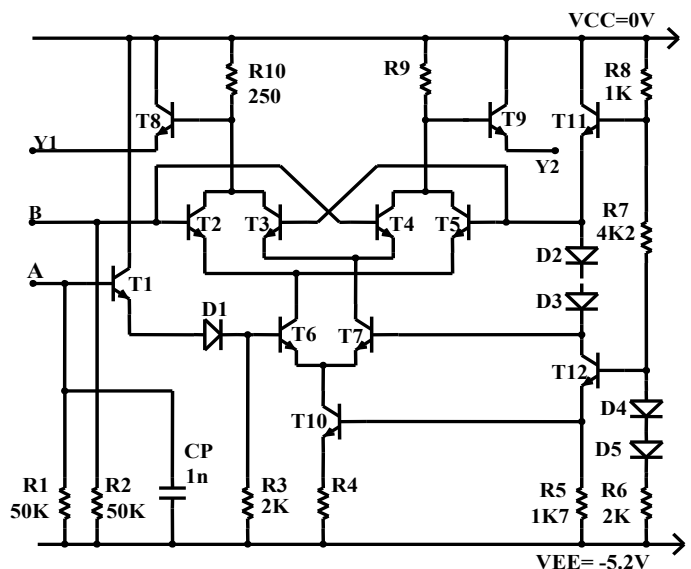 VCC=0V
R10
250
R9
R8
1K
T8
T9
T11
Y1
Y2
B
T2
T3
T4
T5
R7
4K2
A
T1
D1
D2
D3
T6
T7
T12
D4
T10
D5
CP
1n
R1
50K
R2
50K
R3
2K
R4
R5
1K7
R6
2K
VEE= -5.2V